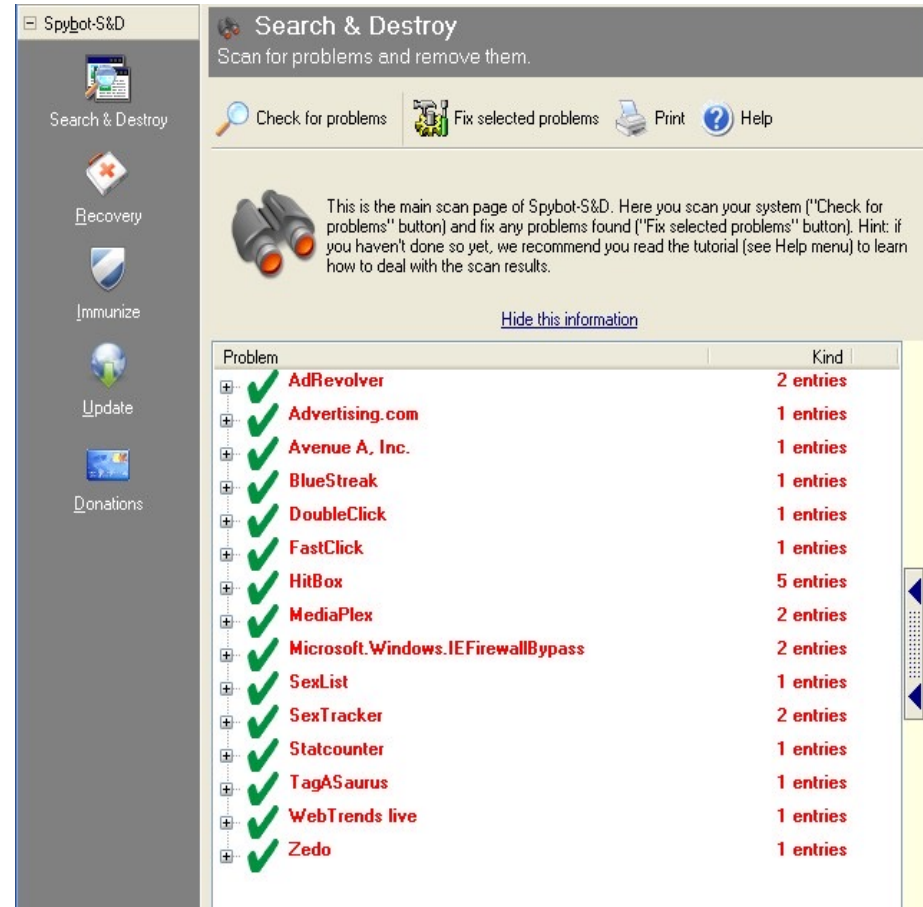 Spybot-S&D
Search & Destroy
Recovery
Immunize
Update
Donations
Search & Destroy
Scan for problems and remove them.
Check for problems Fix selected problems Print Help
This is the main scan page of Spybot-S&D. Here you scan your system ("Check for
problems" button) and fix any problems found ("Fix selected problems" button). Hint: if
you haven't done so yet, we recommend you read the tutorial (see Help menu) to learn
how to deal with the scan results.
Hide this information
Problem Kind
AdRevolver 2 entries
Advertising.com 1 entries
Avenue A, Inc. 1 entries
BlueStreak 1 entries
DoubleClick 1 entries
FastClick 1 entries
HitBox 5 entries
MediaPlex 2 entries
Microsoft.Windows.IEFirewallBypass 2 entries
SexList 1 entries
SexTracker 2 entries
Statcounter 1 entries
TagASaurus 1 entries
WebTrends live 1 entries
Zedo 1 entries